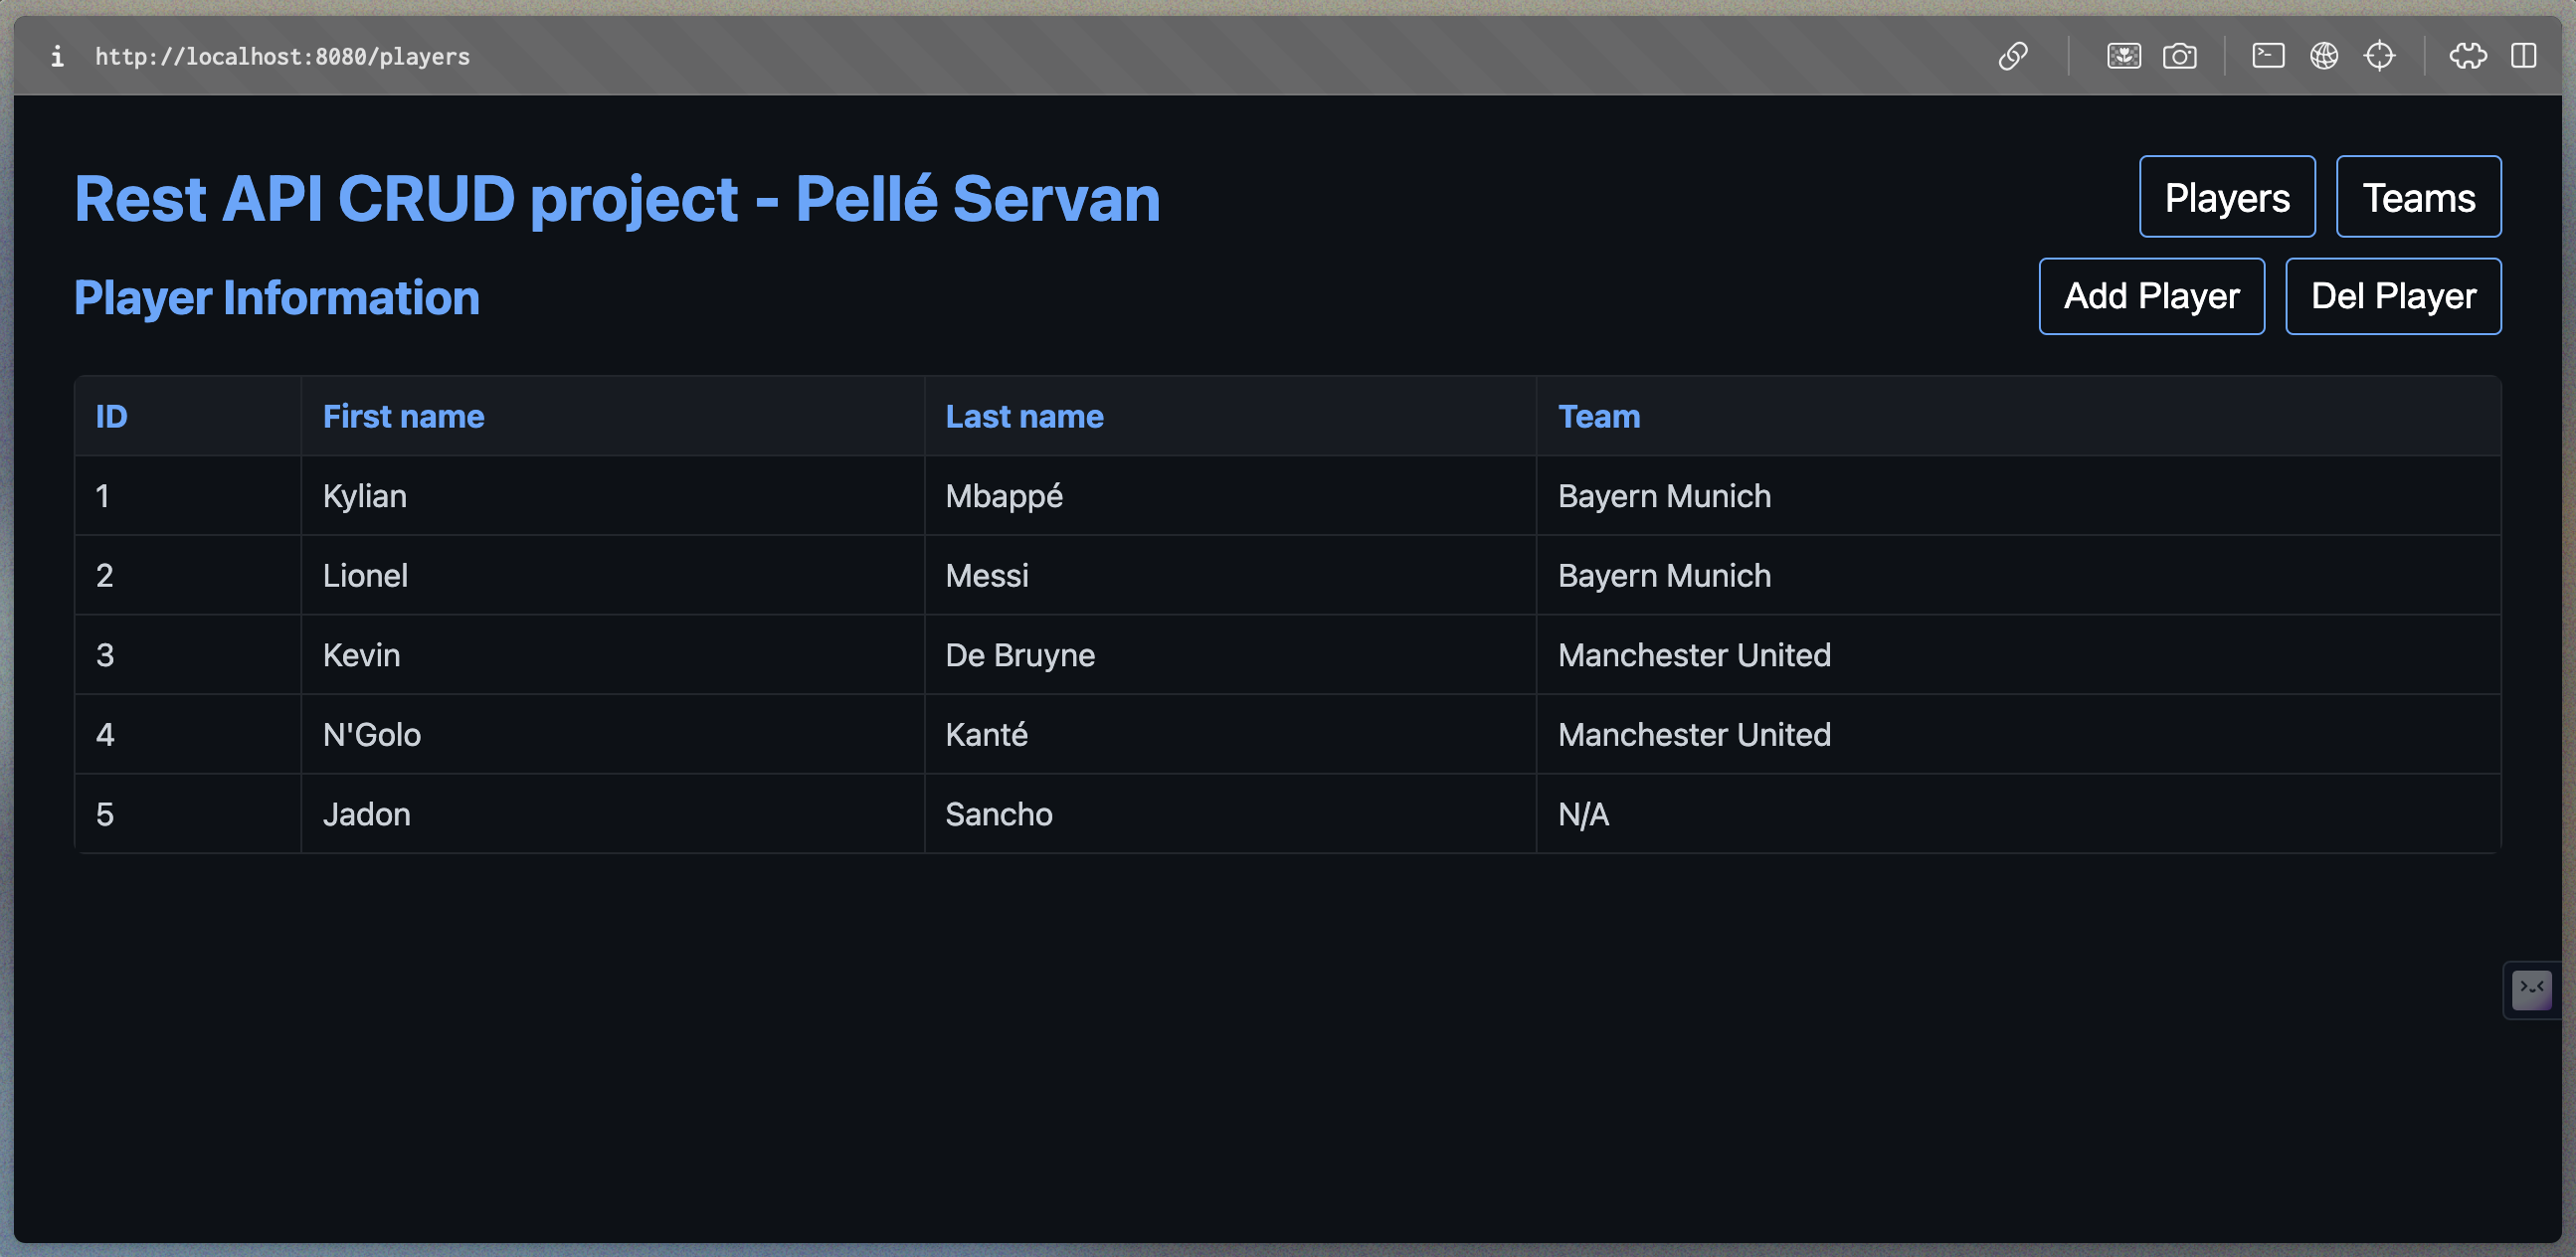 http://localhost:8080/players
Rest API CRUD project - Pellé Servan
Players
Teams
Player Information
Add Player
Del Player
ID First name Last name Team
1 Kylian Mbappé Bayern Munich
2 Lionel Messi Bayern Munich
3 Kevin De Bruyne Manchester United
4 N'Golo Kanté Manchester United
5 Jadon Sancho N/A